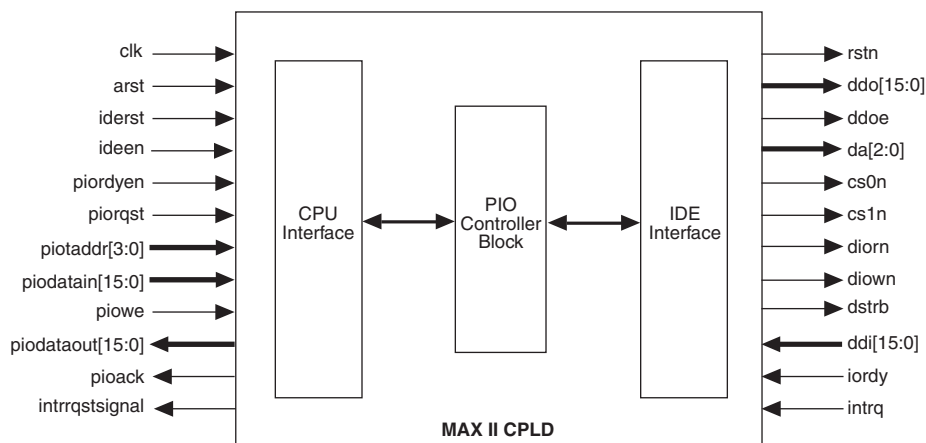 clk
arst
iderst
ideen
piordyen
piorqst
piotaddr[3:0]
piodatain[15:0]
piowe
piodataout[15:0]
pioack
intrrqstsignal
CPU
Interface
PIO
Controller
Block
IDE
Interface
MAX II CPLD
rstn
ddo[15:0]
ddoe
da[2:0]
cs0n
cs1n
diorn
diown
dstrb
ddi[15:0]
iordy
intrq